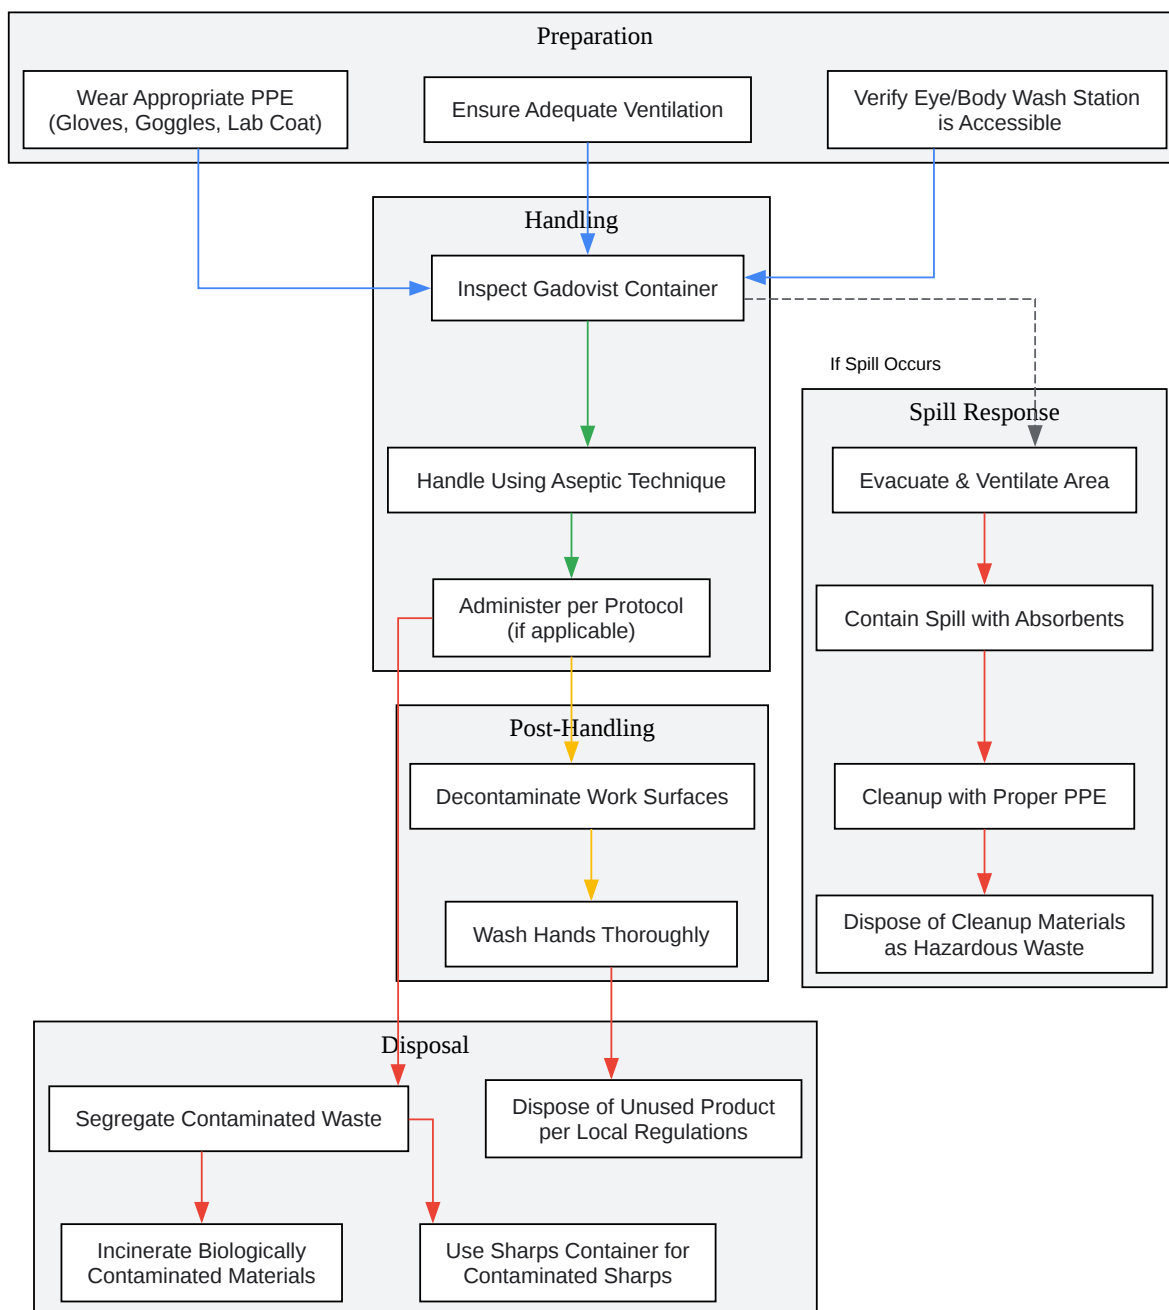 Preparation
Wear Appropriate PPE
(Gloves, Goggles, Lab Coat)
Ensure Adequate Ventilation
Verify Eye/Body Wash Station
is Accessible
Handling
Inspect Gadovist Container
If Spill Occurs
Spill Response
Handle Using Aseptic Technique
Evacuate & Ventilate Area
Administer per Protocol
(if applicable)
Contain Spill with Absorbents
Post-Handling
Decontaminate Work Surfaces
Cleanup with Proper PPE
Wash Hands Thoroughly
Dispose of Cleanup Materials
as Hazardous Waste
Disposal
Segregate Contaminated Waste
Dispose of Unused Product
per Local Regulations
Incinerate Biologically
Contaminated Materials
Use Sharps Container for
Contaminated Sharps